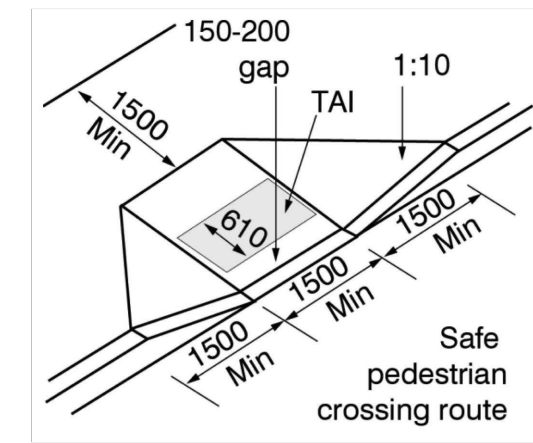 150-200
gap
1:10
TAI
1500
Min
610
1500
Min
1500
Min
1500
Min
Safe
pedestrian
crossing route